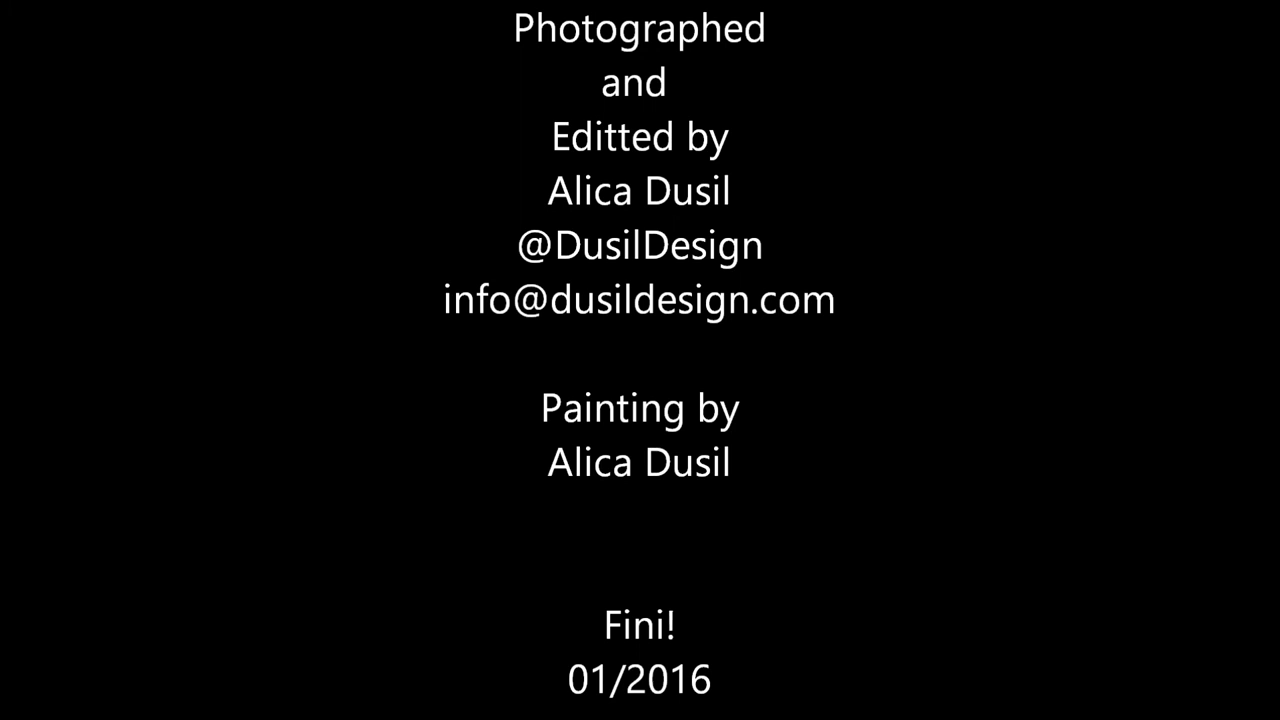 Photographed
and
Editted by
Alica Dusil
@DusilDesign
info@dusildesign.com
Painting by
Alica Dusil
Fini!
01/2016